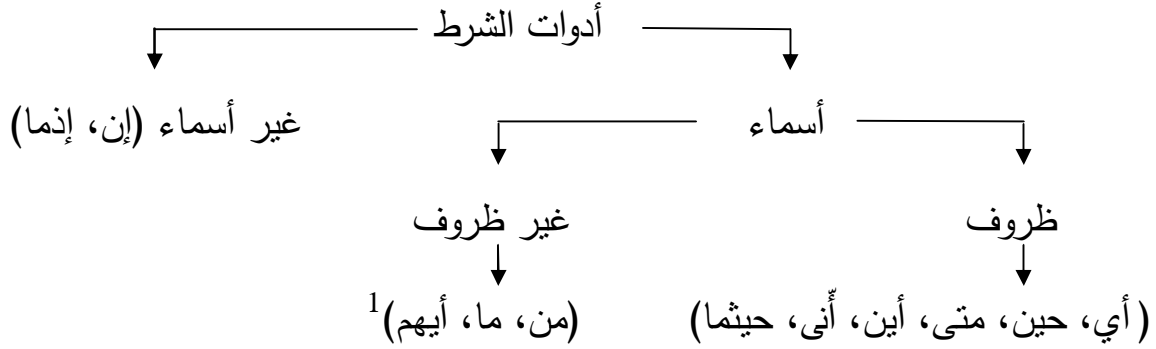 أدوات الشرط
أسماء غير أسماء (إن، إذما)
ظروف غير ظروف
(أي، حين، متى، أين، أّنى، حيثما) (من، ما، أيهم)1